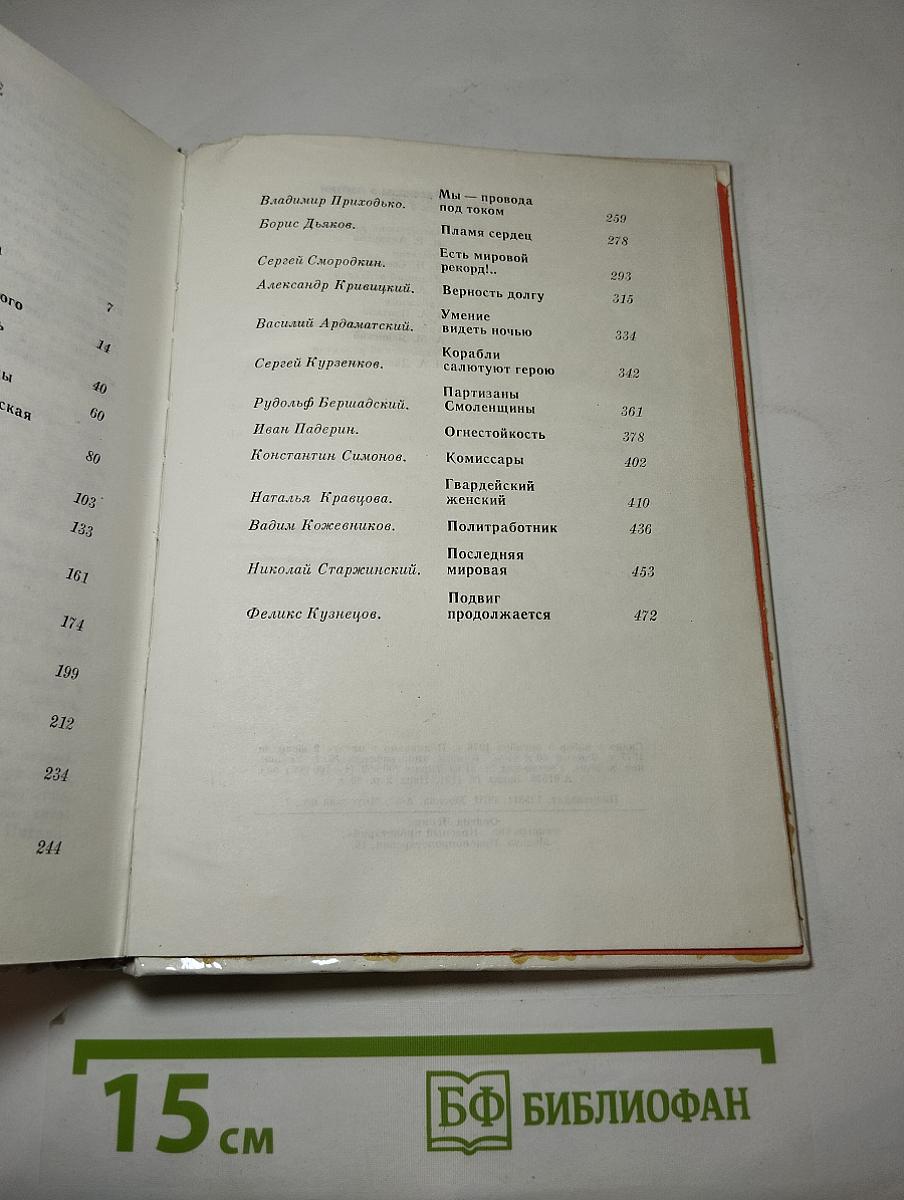 ого 7
14
ны 40
ская 60
80
103
133
161
174
199
212
234
244
Владимир Приходько. Мы — провода
под током 259
Борис Дьяков. Пламя сердец 278
Сергей Смородкин. Есть мировой
рекорд!.. 293
Александр Кривицкий. Верность долгу 315
Василий Ардаматский. Умение
видеть ночью 334
Сергей Курзенков. Корабли
салютуют герою 342
Рудольф Бершадский. Партизаны
Смоленщины 361
Иван Падерин. Огнестойкость 378
Константин Симонов. Комиссары 402
Наталья Кравцова. Гвардейский
женский 410
Вадим Кожевников. Политработник 436
Николай Старжинский. Последняя
мировая 453
Феликс Кузнецов. Подвиг
продолжается 472
15 см
БФ БИБЛИОФАН